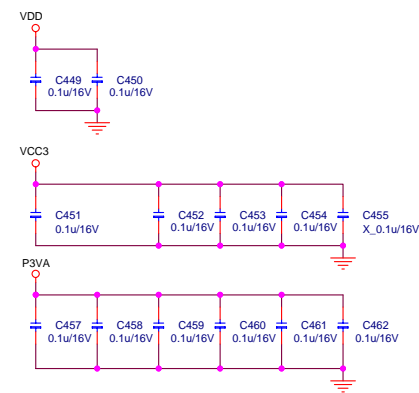 VDD
C449 C450
0.1u/16V 0.1u/16V
VCC3
C451 C452 C453 C454 C455
0.1u/16V 0.1u/16V 0.1u/16V 0.1u/16V X_0.1u/16V
P3VA
C457 C458 C459 C460 C461 C462
0.1u/16V 0.1u/16V 0.1u/16V 0.1u/16V 0.1u/16V 0.1u/16V